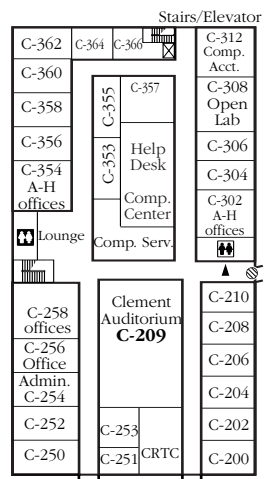 Stairs/Elevator
C-362
C-364
C-366
C-312
Comp.
Acct.
C-360
C-358
C-356
C-354
A-H
offices
C-355
C-353
C-357
Help
Desk
Comp.
Center
Comp. Serv.
C-308
Open
Lab
C-306
C-304
C-302
A-H
offices
Lounge
C-258
offices
C-256
Office
Admin.
C-254
C-252
C-250
Clement
Auditorium
C-209
C-253
C-251
CRTC
C-210
C-208
C-206
C-204
C-202
C-200